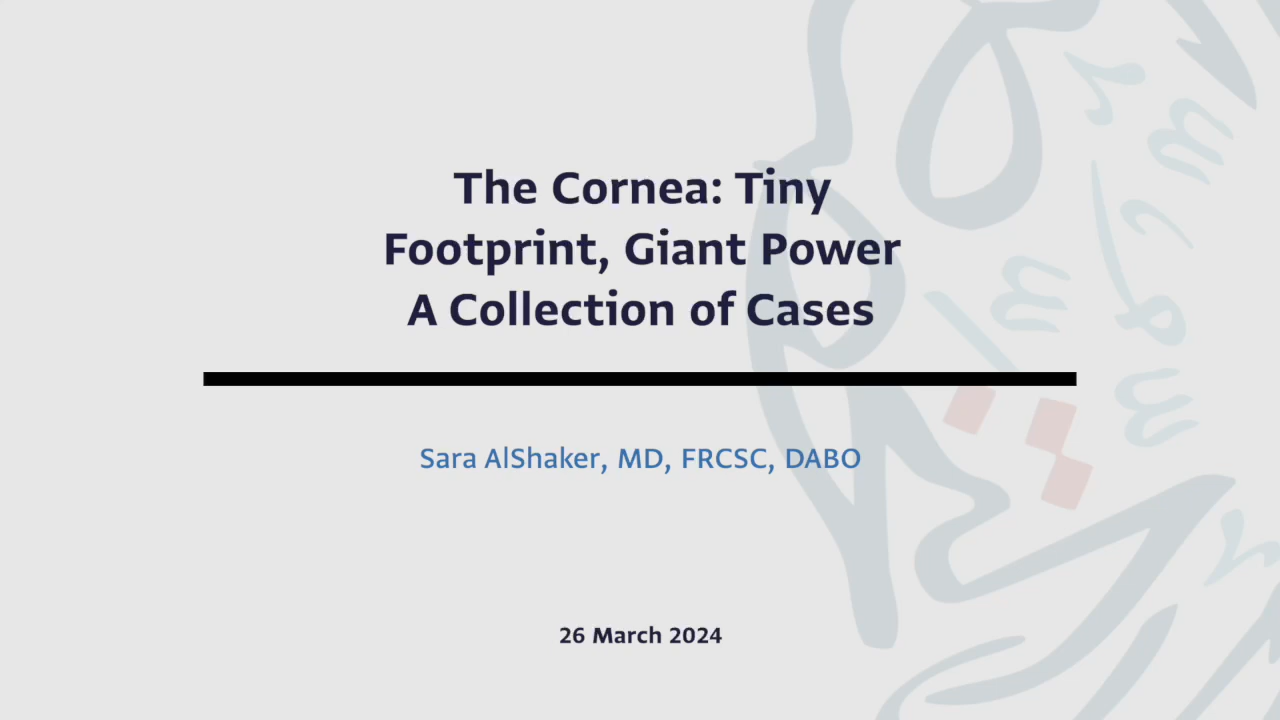 The Cornea: Tiny
Footprint, Giant Power
A Collection of Cases
Sara AlShaker, MD, FRCSC, DABO
26 March 2024